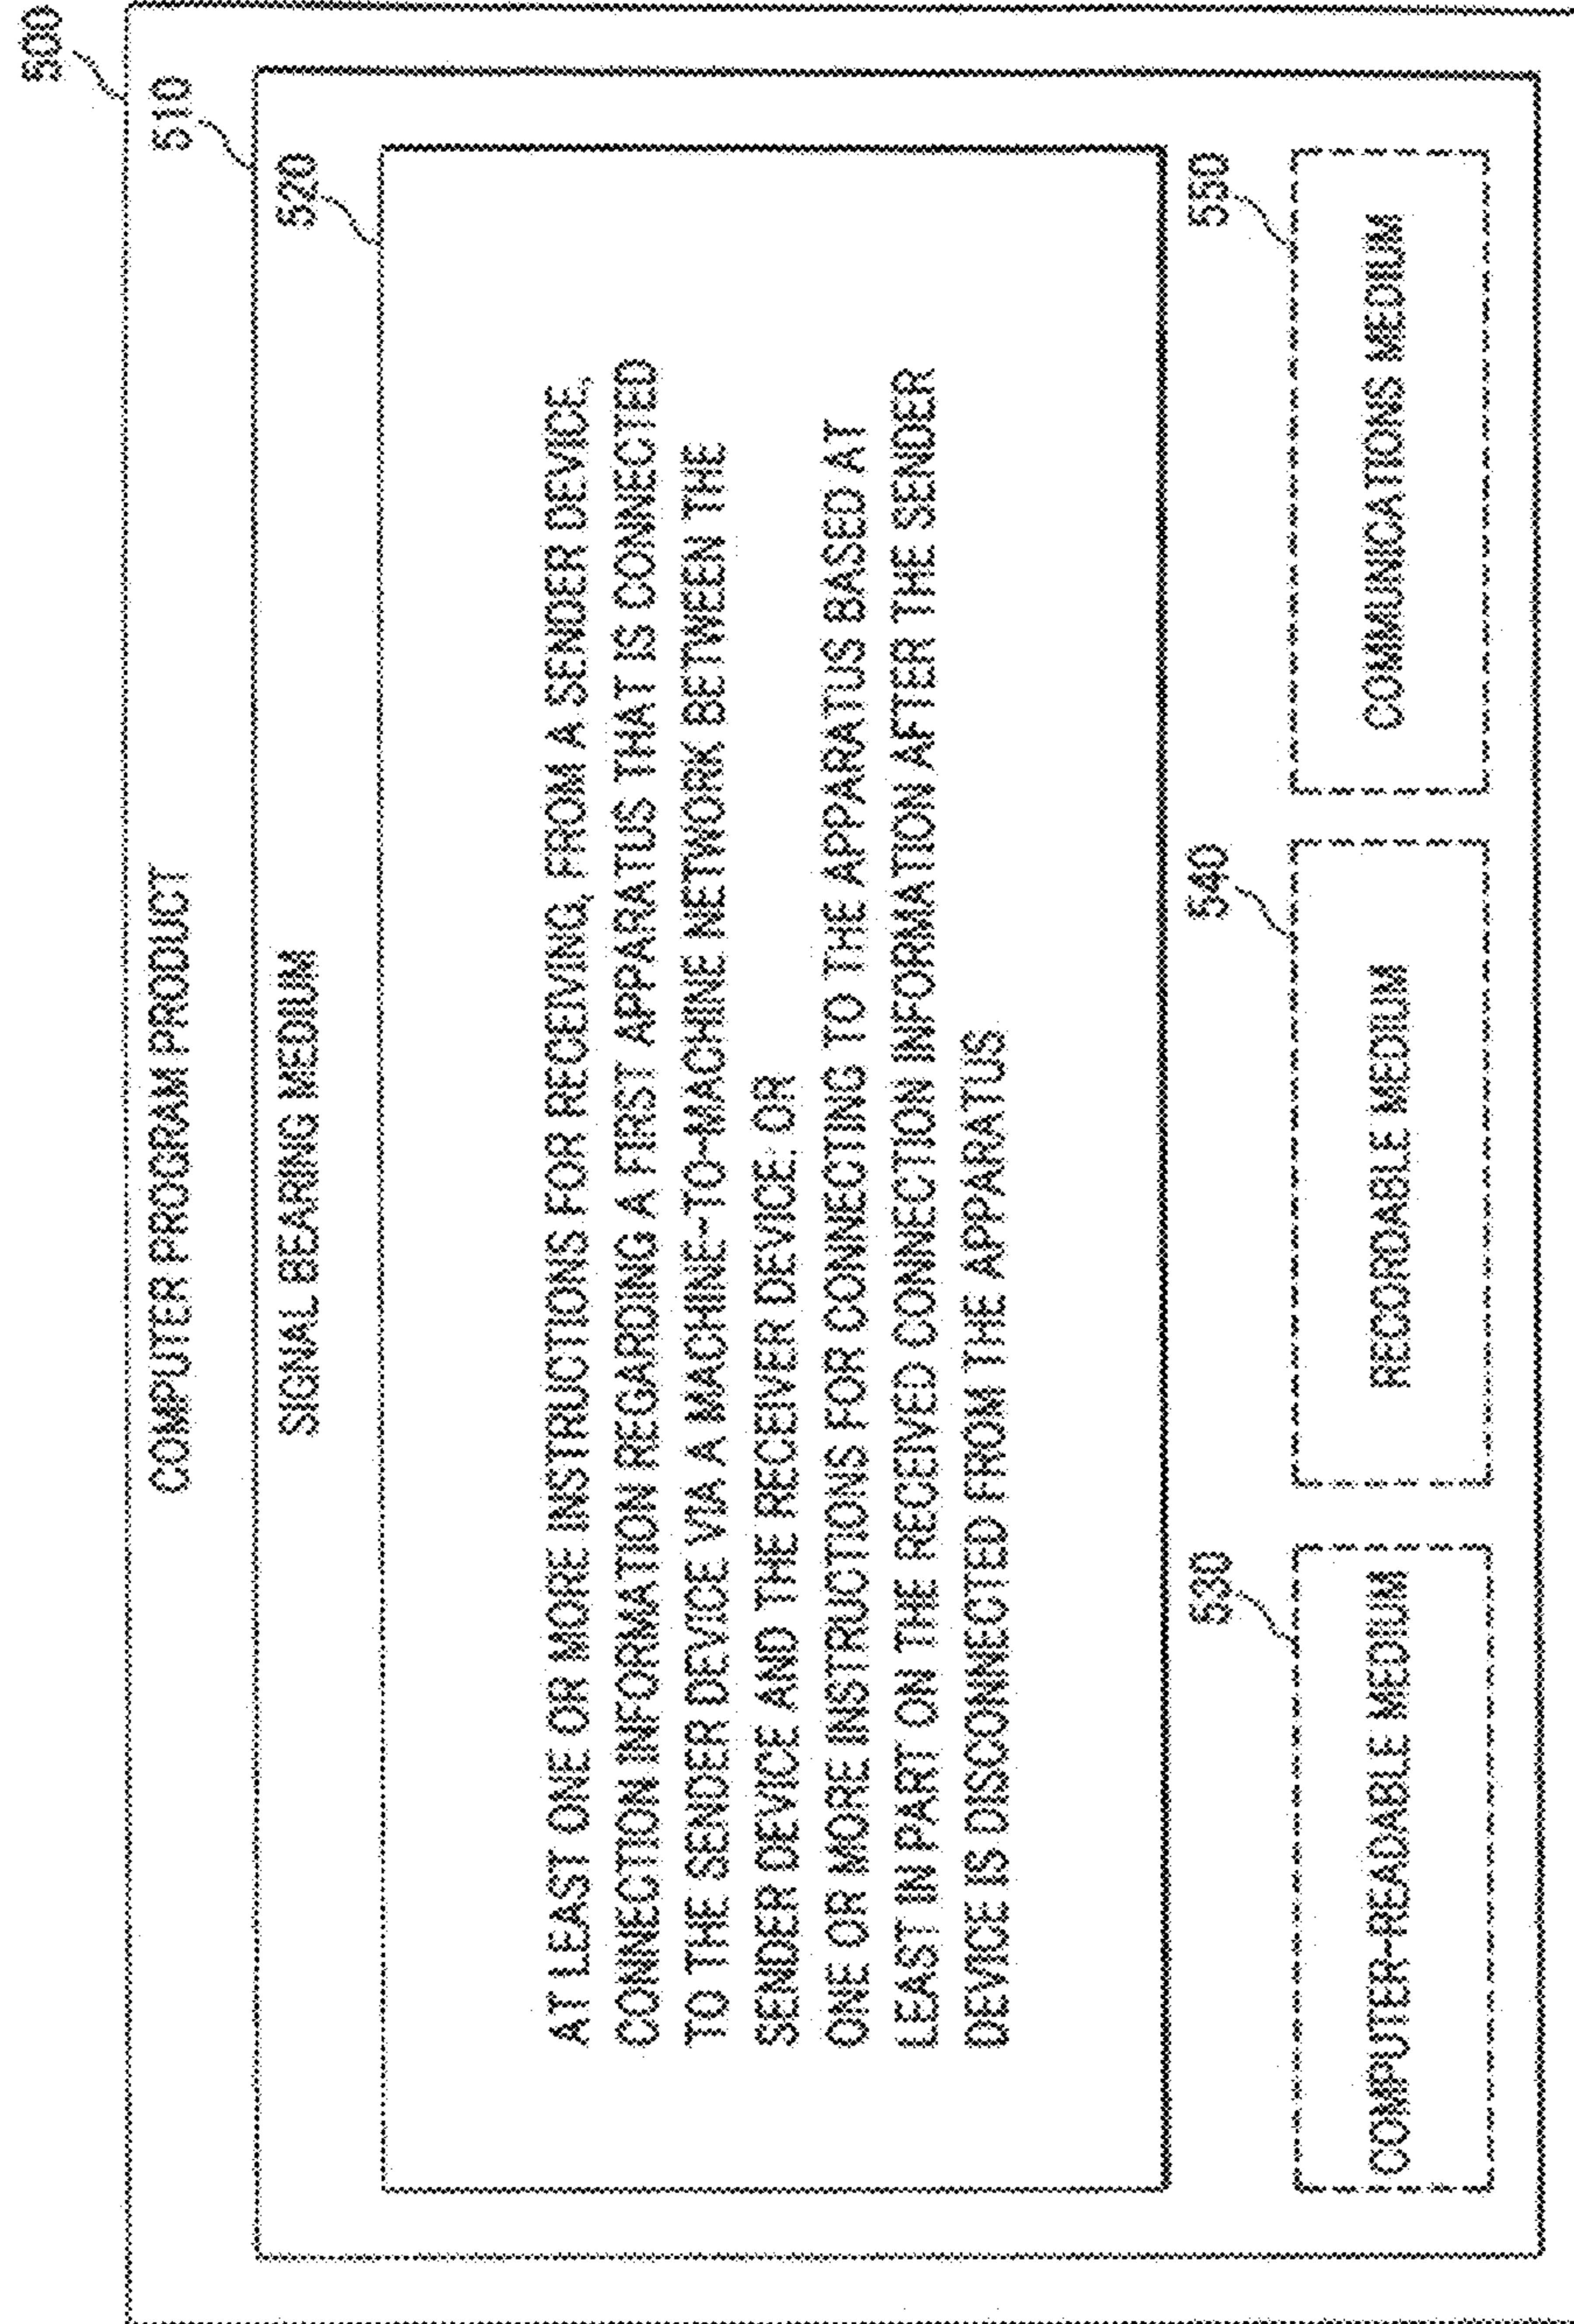 500
COMPUTER PROGRAM PRODUCT
510
SIGNAL BEARING MEDIUM
520
AT LEAST ONE OR MORE INSTRUCTIONS FOR RECEIVING, FROM A SENDER DEVICE,
CONNECTION INFORMATION REGARDING A FIRST APPARATUS THAT IS CONNECTED
TO THE SENDER DEVICE VIA A MACHINE-TO-MACHINE NETWORK BETWEEN THE
SENDER DEVICE AND THE RECEIVER DEVICE; OR
ONE OR MORE INSTRUCTIONS FOR CONNECTING TO THE APPARATUS BASED AT
LEAST IN PART ON THE RECEIVED CONNECTION INFORMATION AFTER THE SENDER
DEVICE IS DISCONNECTED FROM THE APPARATUS
530
COMPUTER-READABLE MEDIUM
540
RECORDABLE MEDIUM
550
COMMUNICATIONS MEDIUM